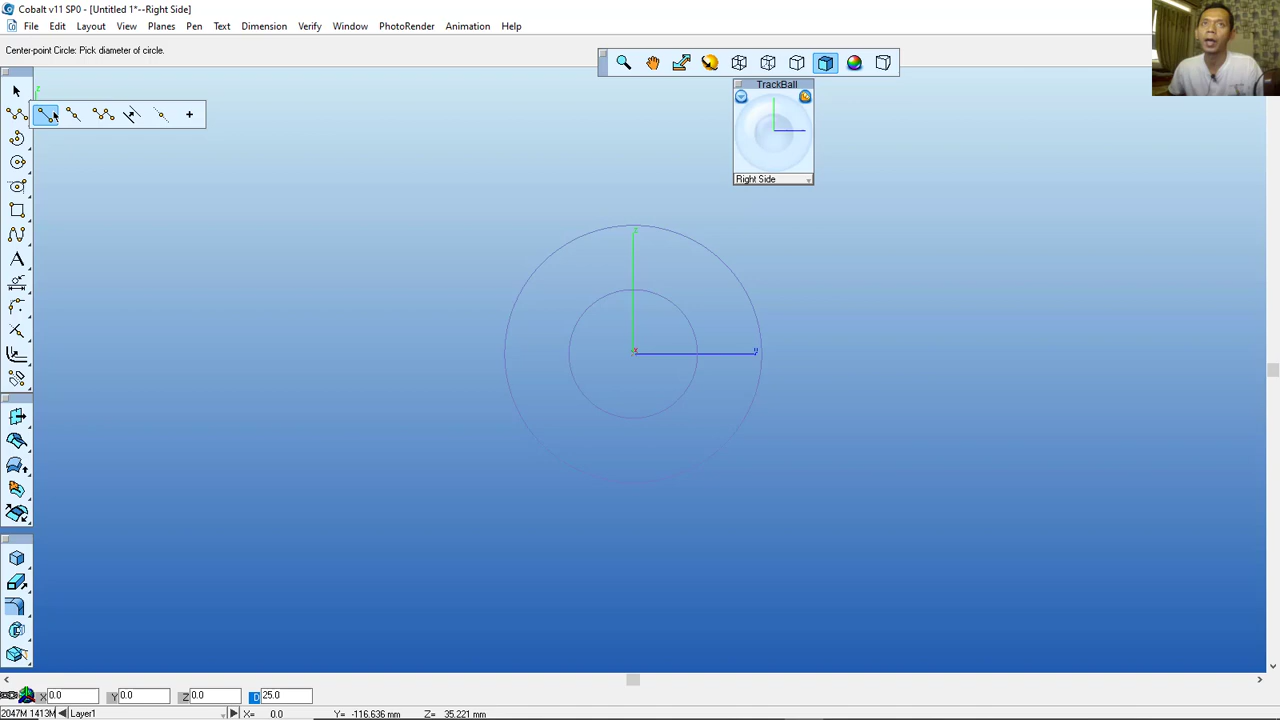 Cobalt v11 SP0 - [Untitled 1*--Right Side]
File Edit Layout View Planes Pen Text Dimension Verify Window PhotoRender Animation Help
Center-point Circle: Pick diameter of circle.
TrackBall
Right Side
z
z
x
y
A
X 0.0 Y 0.0 Z 0.0 D 25.0
2047M 1413M Layer1 X= 0.0 Y= -116.636 mm Z= 35.221 mm